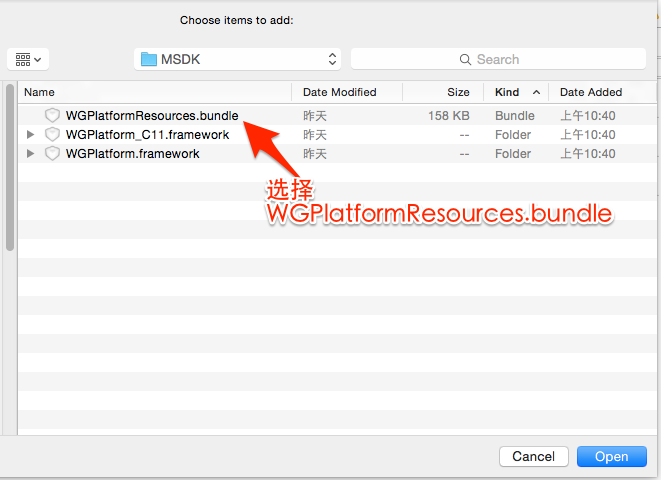 Choose items to add:
MSDK
Search
Name Date Modified Size Kind Date Added
WGPlatformResources.bundle 昨天 158 KB Bundle 上午10:40
WGPlatform_C11.framework 昨天 -- Folder 上午10:40
WGPlatform.framework 昨天 -- Folder 上午10:40
选择
WGPlatformResources.bundle
Cancel Open